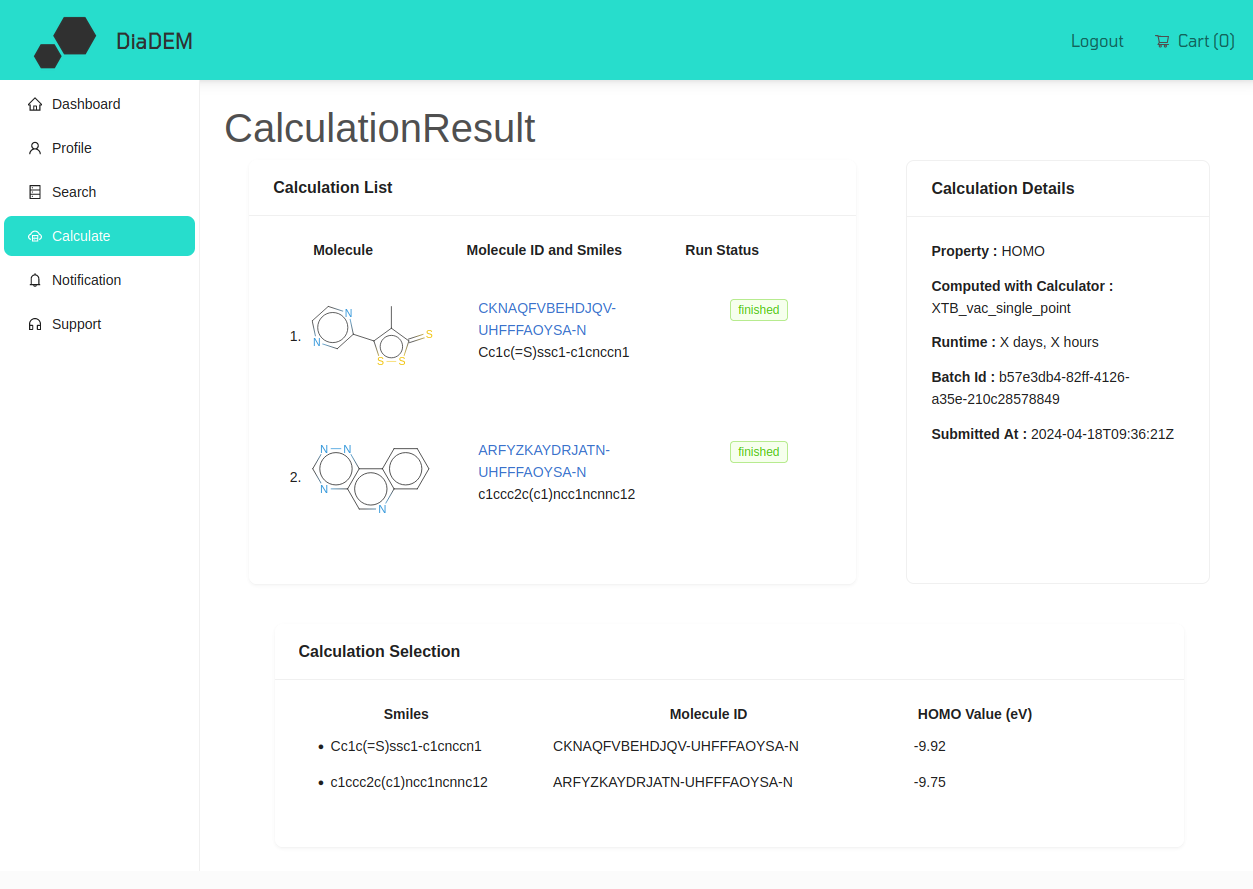 DiaDEM
Logout
Cart (0)
Dashboard
Profile
Search
Calculate
Notification
Support
CalculationResult
Calculation List
Molecule Molecule ID and Smiles Run Status
1.
N
N
S
S
S
CKNAQFVBEHDJQV-
UHFFFAOYSA-N
Cc1c(=S)ssc1-c1cnccn1
finished
2.
N N
N
N
ARFYZKAYDRJATN-
UHFFFAOYSA-N
c1ccc2c(c1)ncc1ncnnc12
finished
Calculation Details
Property : HOMO
Computed with Calculator :
XTB_vac_single_point
Runtime : X days, X hours
Batch Id : b57e3db4-82ff-4126-
a35e-210c28578849
Submitted At : 2024-04-18T09:36:21Z
Calculation Selection
Smiles Molecule ID HOMO Value (eV)
• Cc1c(=S)ssc1-c1cnccn1 CKNAQFVBEHDJQV-UHFFFAOYSA-N -9.92
• c1ccc2c(c1)ncc1ncnnc12 ARFYZKAYDRJATN-UHFFFAOYSA-N -9.75